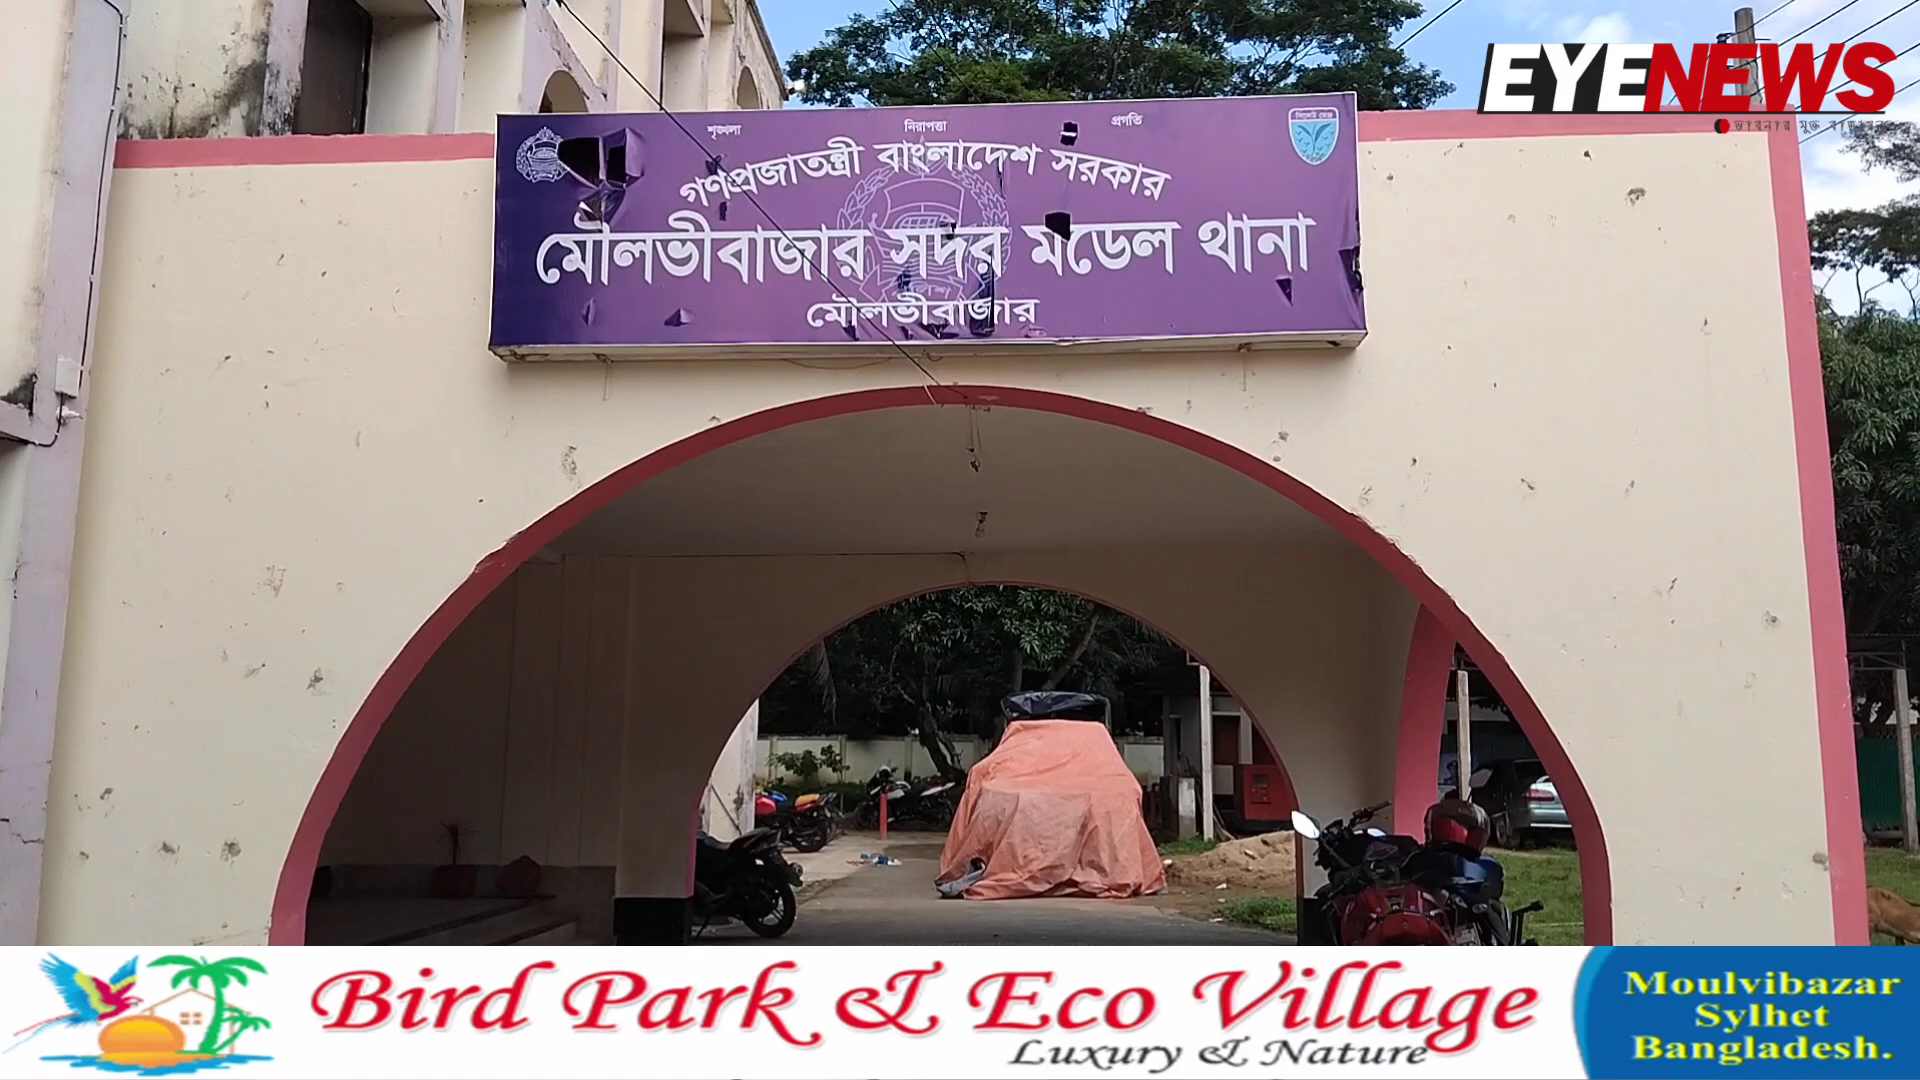 EYENEWS
শৃঙ্খলা নিরাপত্তা প্রগতি
সিলেট রেঞ্জ
গণপ্রজাতন্ত্রী বাংলাদেশ সরকার
মৌলভীবাজার সদর মডেল থানা
মৌলভীবাজার
Bird Park & Eco Village
Luxury & Nature
Moulvibazar
Sylhet
Bangladesh.